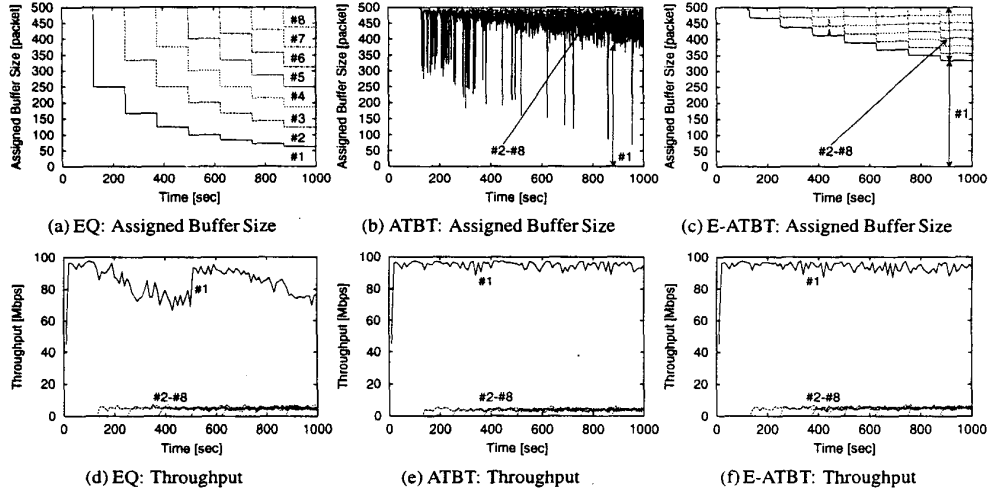 Assigned Buffer Size [packet]
500
450
400
350
300
250
200
150
100
50
0
#8
#7
#6
#5
#4
#3
#2
#1
0 200 400 600 800 1000
Time [sec]
(a) EQ: Assigned Buffer Size
Assigned Buffer Size [packet]
500
450
400
350
300
250
200
150
100
50
0
#2-#8
#1
0 200 400 600 800 1000
Time [sec]
(b) ATBT: Assigned Buffer Size
Assigned Buffer Size [packet]
500
450
400
350
300
250
200
150
100
50
0
#1
#2-#8
0 200 400 600 800 1000
Time [sec]
(c) E-ATBT: Assigned Buffer Size
Throughput [Mbps]
100
80
60
40
20
0
#1
#2-#8
0 200 400 600 800 1000
Time [sec]
(d) EQ: Throughput
Throughput [Mbps]
100
80
60
40
20
0
#1
#2-#8
0 200 400 600 800 1000
Time [sec]
(e) ATBT: Throughput
Throughput [Mbps]
100
80
60
40
20
0
#1
#2-#8
0 200 400 600 800 1000
Time [sec]
(f) E-ATBT: Throughput